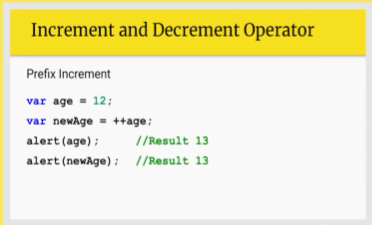 Increment and Decrement Operator
Prefix Increment
var age = 12;
var newAge = ++age;
alert(age);     //Result 13
alert(newAge);  //Result 13